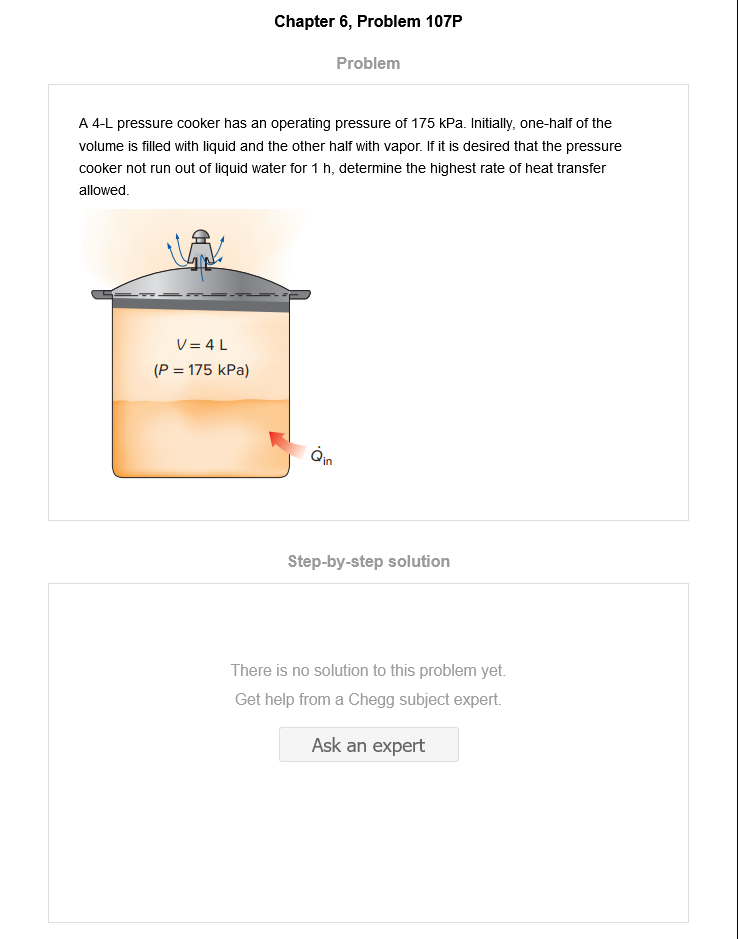 Chapter 6, Problem 107P
Problem
A 4-L pressure cooker has an operating pressure of 175 kPa. Initially, one-half of the
volume is filled with liquid and the other half with vapor. If it is desired that the pressure
cooker not run out of liquid water for 1 h, determine the highest rate of heat transfer
allowed.
V = 4 L
(P = 175 kPa)
Q̇in
Step-by-step solution
There is no solution to this problem yet.
Get help from a Chegg subject expert.
Ask an expert